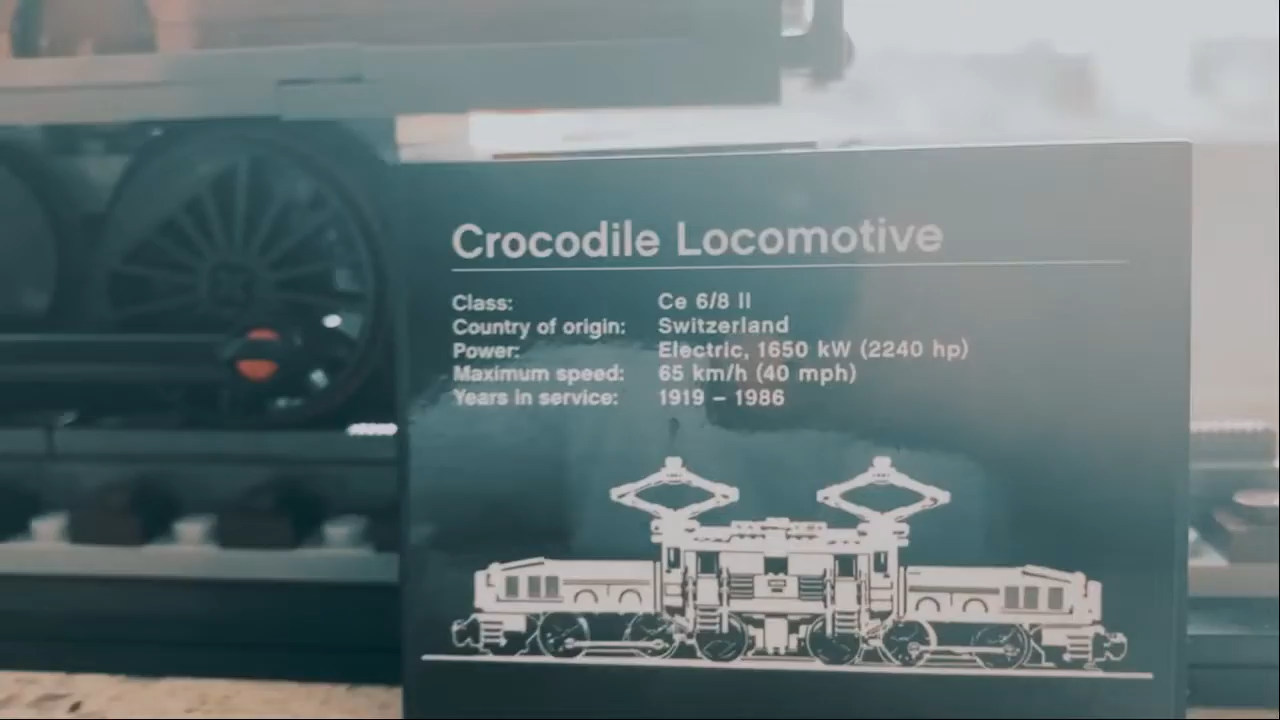 Crocodile Locomotive
Class: Ce 6/8 II
Country of origin: Switzerland
Power: Electric, 1650 kW (2240 hp)
Maximum speed: 65 km/h (40 mph)
Years in service: 1919 – 1986